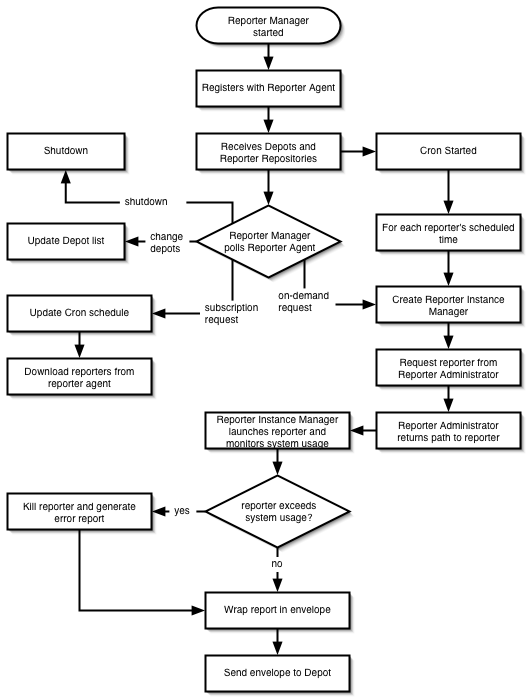 Reporter Manager
started
Registers with Reporter Agent
Receives Depots and
Reporter Repositories
Cron Started
Shutdown
shutdown
Reporter Manager
polls Reporter Agent
For each reporter's scheduled
time
Update Depot list
change
depots
Update Cron schedule
subscription
request
on-demand
request
Create Reporter Instance
Manager
Download reporters from
reporter agent
Request reporter from
Reporter Administrator
Reporter Instance Manager
launches reporter and
monitors system usage
Reporter Administrator
returns path to reporter
Kill reporter and generate
error report
yes
reporter exceeds
system usage?
no
Wrap report in envelope
Send envelope to Depot